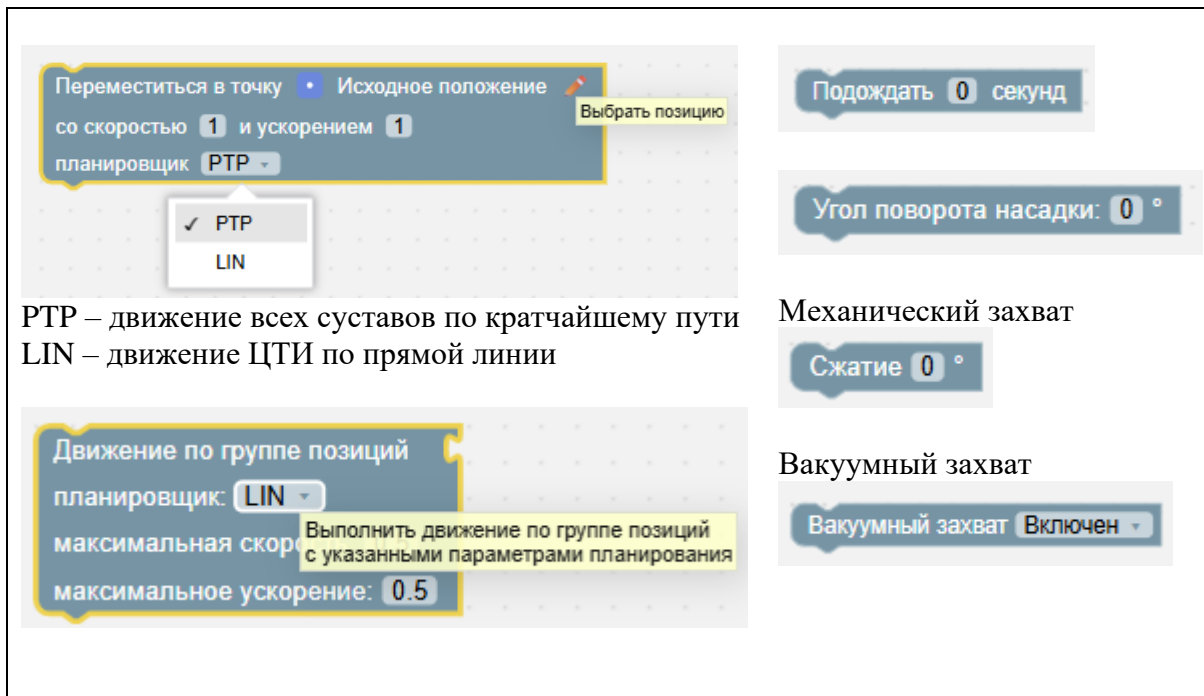 Переместиться в точку • Исходное положение
Выбрать позицию
со скоростью 1 и ускорением 1
планировщик PTP
✓ PTP
LIN
PTP – движение всех суставов по кратчайшему пути
LIN – движение ЦТИ по прямой линии
Движение по группе позиций
планировщик: LIN
Выполнить движение по группе позиций
с указанными параметрами планирования
максимальная
максимальное ускорение: 0.5
Подождать 0 секунд
Угол поворота насадки: 0 °
Механический захват
Сжатие 0 °
Вакуумный захват
Вакуумный захват Включен